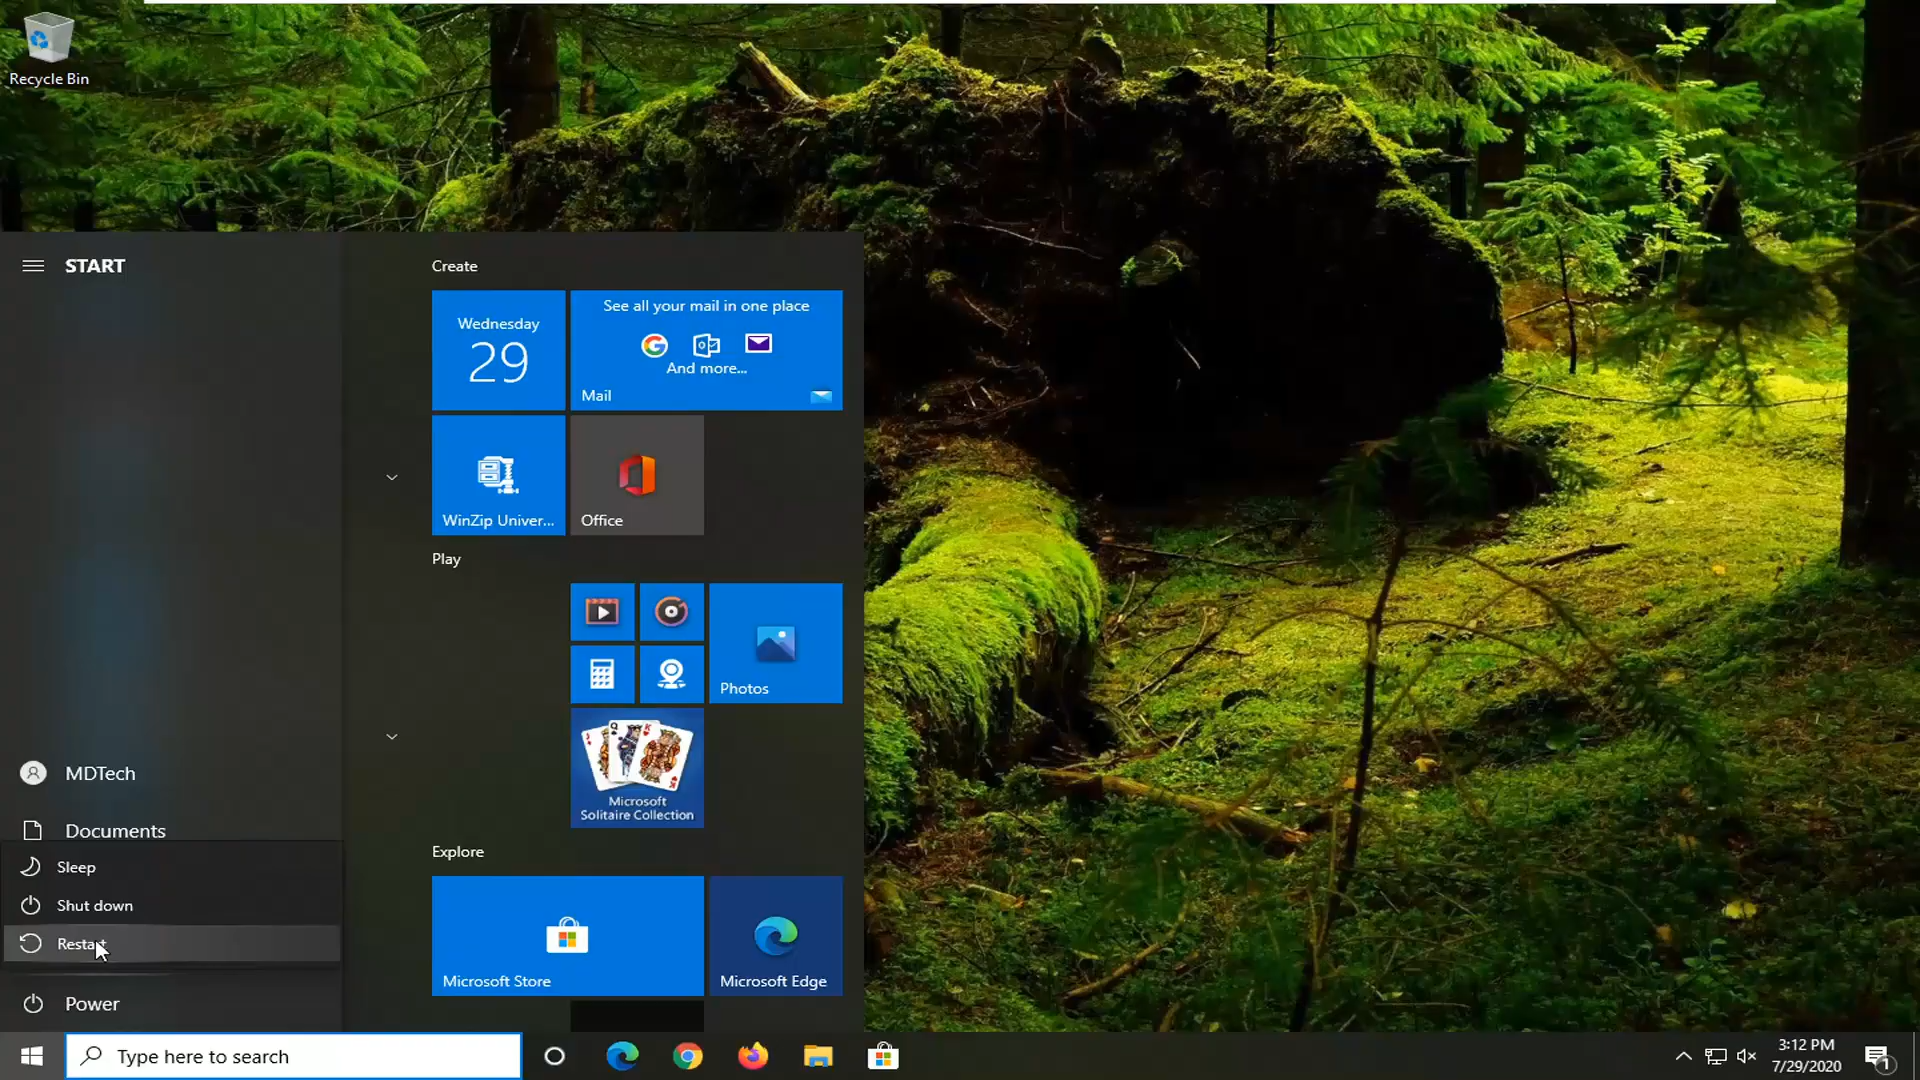 Recycle Bin
START
Create
Wednesday
29
See all your mail in one place
And more...
Mail
WinZip Univer...
Office
Play
Photos
Microsoft
Solitaire Collection
Explore
Microsoft Store
Microsoft Edge
MDTech
Documents
Sleep
Shut down
Restart
Power
Type here to search
3:12 PM
7/29/2020
1